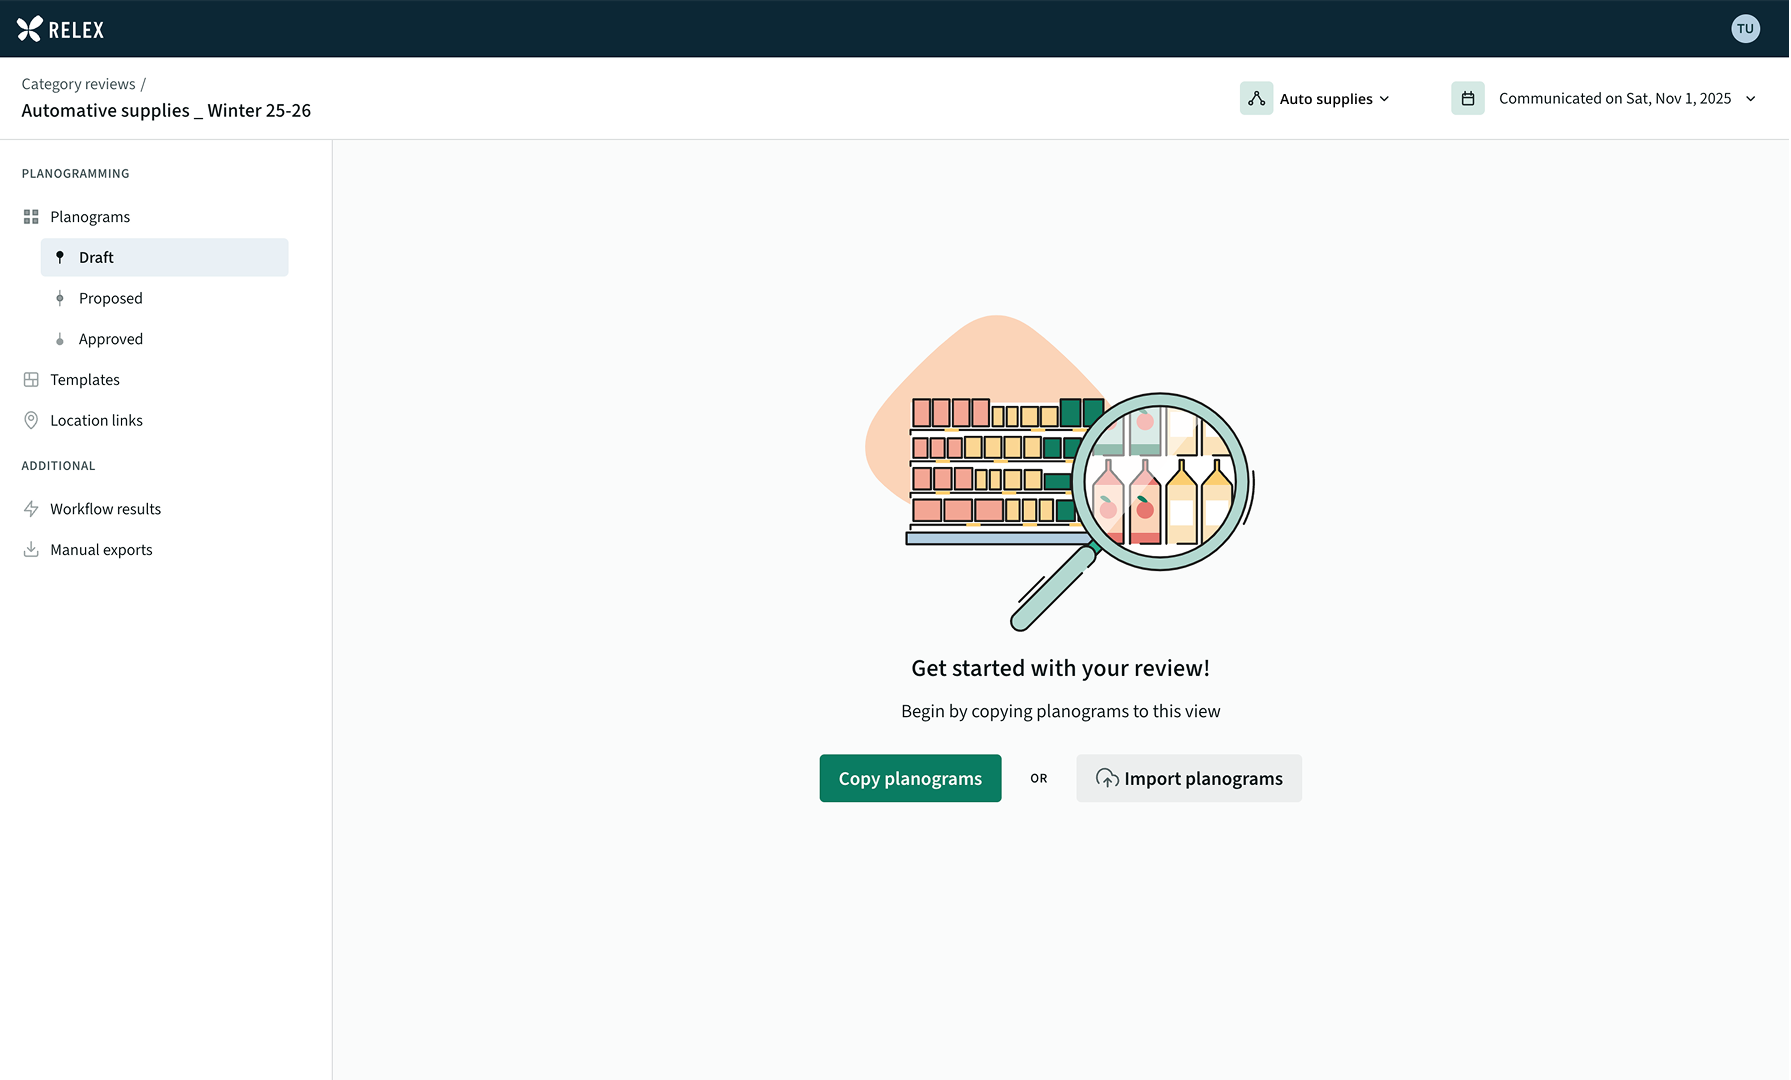 RELEX
TU
Category reviews /
Automative supplies _ Winter 25-26
Auto supplies
Communicated on Sat, Nov 1, 2025
PLANOGRAMMING
Planograms
Draft
Proposed
Approved
Templates
Location links
ADDITIONAL
Workflow results
Manual exports
Get started with your review!
Begin by copying planograms to this view
Copy planograms
OR
Import planograms